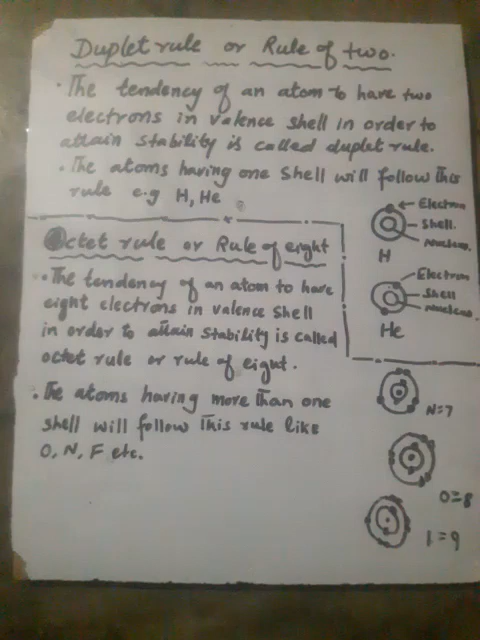 Duplet rule or Rule of two.
• The tendency of an atom to have two
electrons in valence shell in order to
attain stability is called duplet rule.
• The atoms having one shell will follow this
rule e.g H, He
Electron
Shell.
Nucleus
H
Electron
Shell
Nucleus
He
Octet rule or Rule of eight
• The tendency of an atom to have
eight electrons in valence shell
in order to attain stability is called
octet rule or rule of eight.
• The atoms having more than one
shell will follow this rule like
O, N, F etc.
N=7
O=8